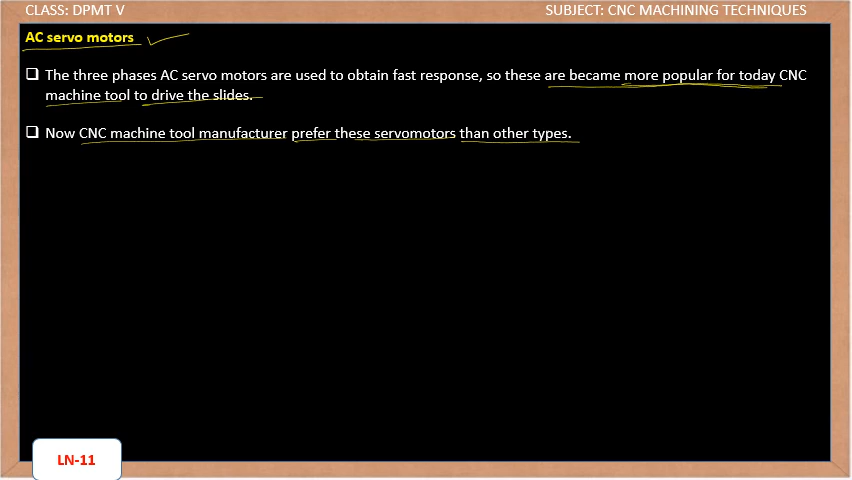 CLASS: DPMT V SUBJECT: CNC MACHINING TECHNIQUES
AC servo motors
The three phases AC servo motors are used to obtain fast response, so these are became more popular for today CNC
machine tool to drive the slides.
Now CNC machine tool manufacturer prefer these servomotors than other types.
LN-11